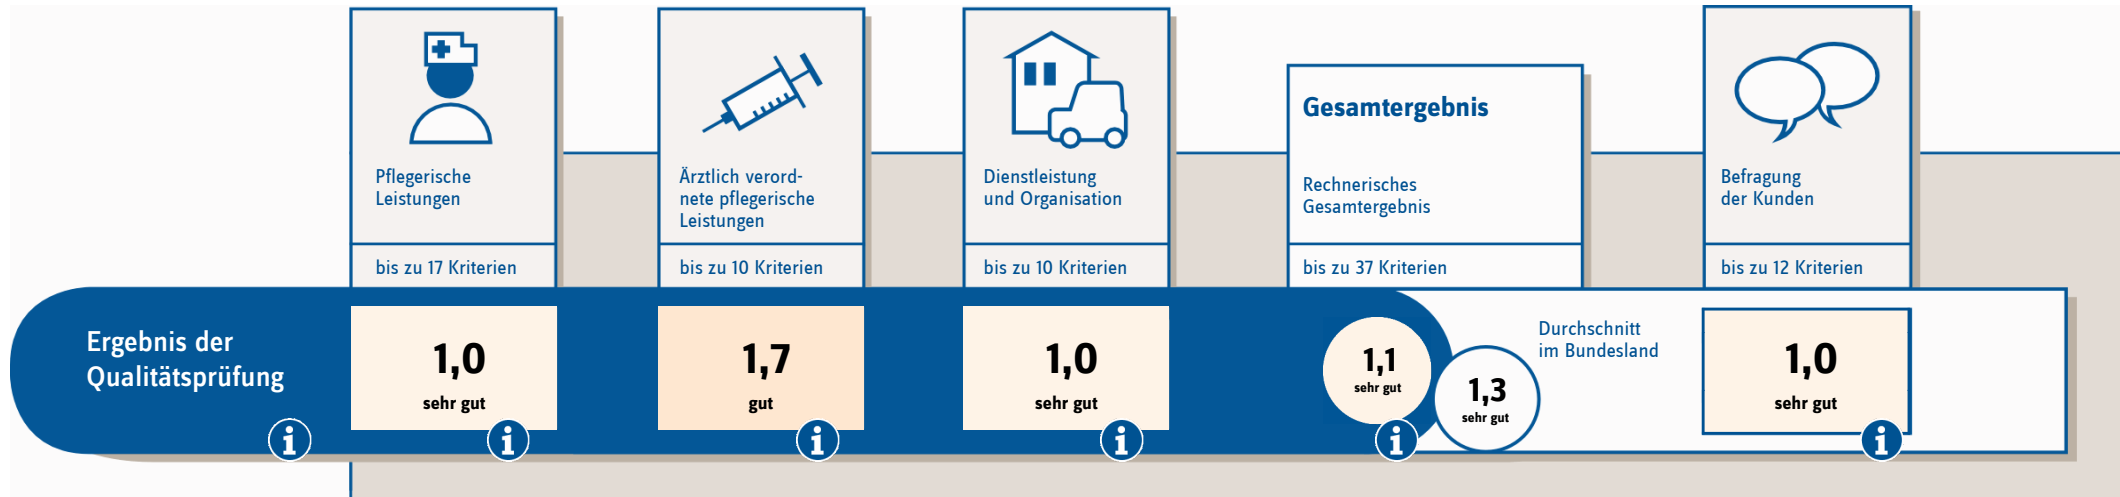 Pflegerische
Leistungen
bis zu 17 Kriterien
Ärztlich verord-
nete pflegerische
Leistungen
bis zu 10 Kriterien
Dienstleistung
und Organisation
bis zu 10 Kriterien
Gesamtergebnis
Rechnerisches
Gesamtergebnis
bis zu 37 Kriterien
Befragung
der Kunden
bis zu 12 Kriterien
Ergebnis der
Qualitätsprüfung
i
1,0
sehr gut
i
1,7
gut
i
1,0
sehr gut
i
1,1
sehr gut
i
1,3
sehr gut
Durchschnitt
im Bundesland
1,0
sehr gut
i